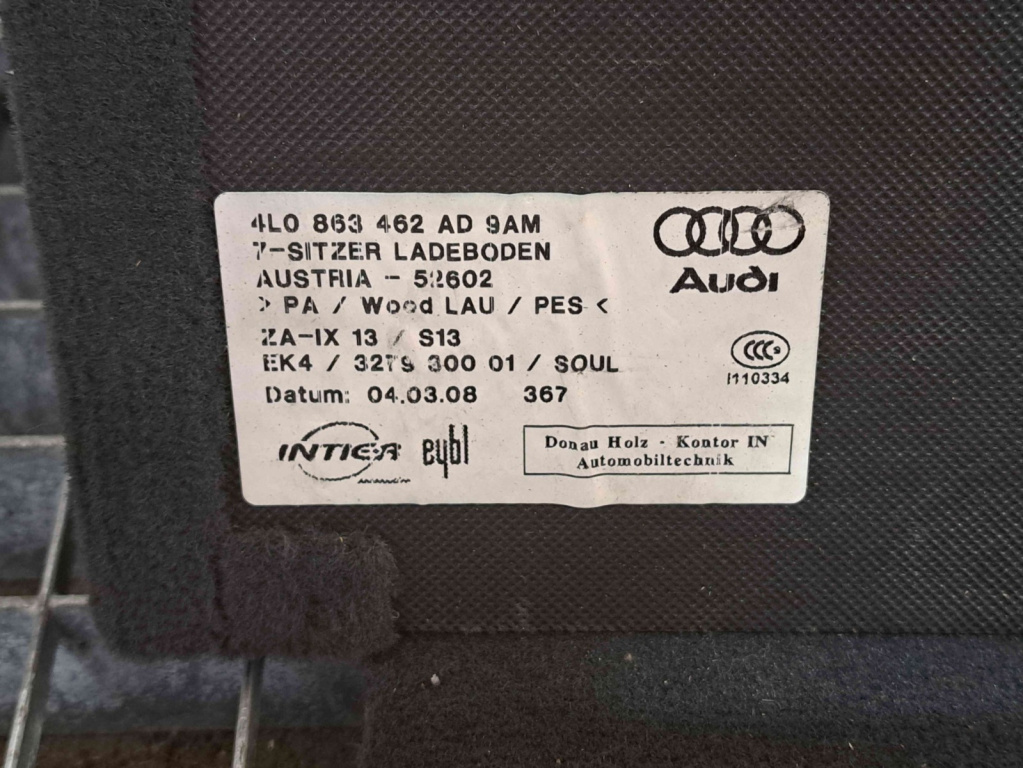 4L0 863 462 AD 9AM
7-SITZER LADEBODEN
AUSTRIA - 52602
> PA / Wood LAU / PES <
ZA-IX 13 / S13
EK4 / 3279 300 01 / SOUL
Datum: 04.03.08 367
Audi
CCC S
I110334
INTIER eybl
Donau Holz - Kontor IN
Automobiltechnik